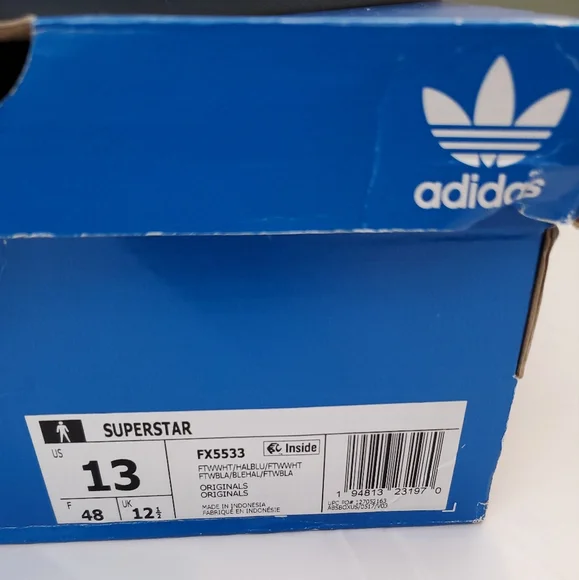 adidas
SUPERSTAR
US
13
F
48
UK
12½
FX5533
Inside
FTWWHT/HALBLU/FTWWHT
FTWBLA/BLEHAL/FTWBLA
ORIGINALS
ORIGINALS
MADE IN INDONESIA
FABRIQUÉ EN INDONÉSIE
1 94813 23197 0